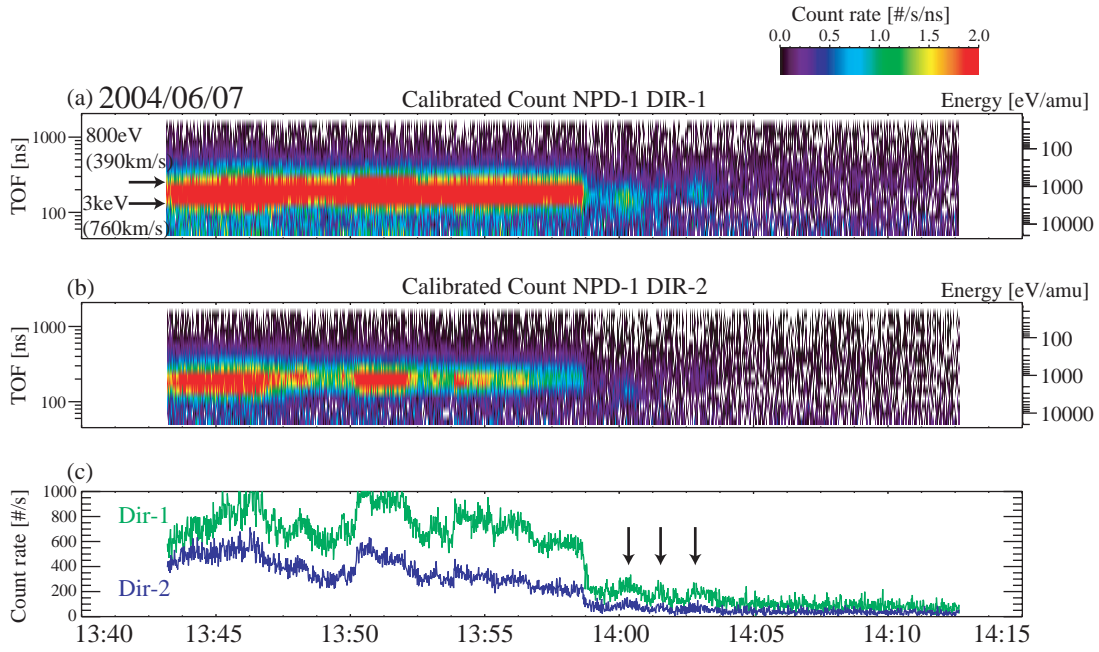 Count rate [#/s/ns]
0.0 0.5 1.0 1.5 2.0
(a) 2004/06/07 Calibrated Count NPD-1 DIR-1 Energy [eV/amu]
TOF [ns]
1000
100
800eV
(390km/s)
3keV
(760km/s)
100
1000
10000
(b) Calibrated Count NPD-1 DIR-2 Energy [eV/amu]
TOF [ns]
1000
100
100
1000
10000
(c)
Count rate [#/s]
1000
800
600
400
200
0
Dir-1
Dir-2
13:40 13:45 13:50 13:55 14:00 14:05 14:10 14:15